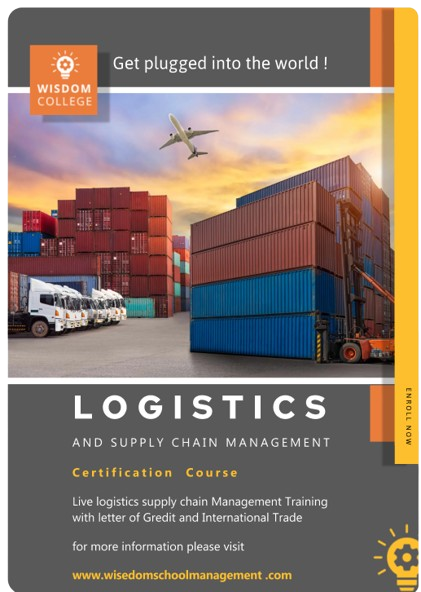 Get plugged into the world !
WISDOM
COLLEGE
LOGISTICS
AND SUPPLY CHAIN MANAGEMENT
ENROLL NOW
Certification Course
Live logistics supply chain Management Training
with letter of Gredit and International Trade
for more information please visit
www.wisedomschoolmanagement .com